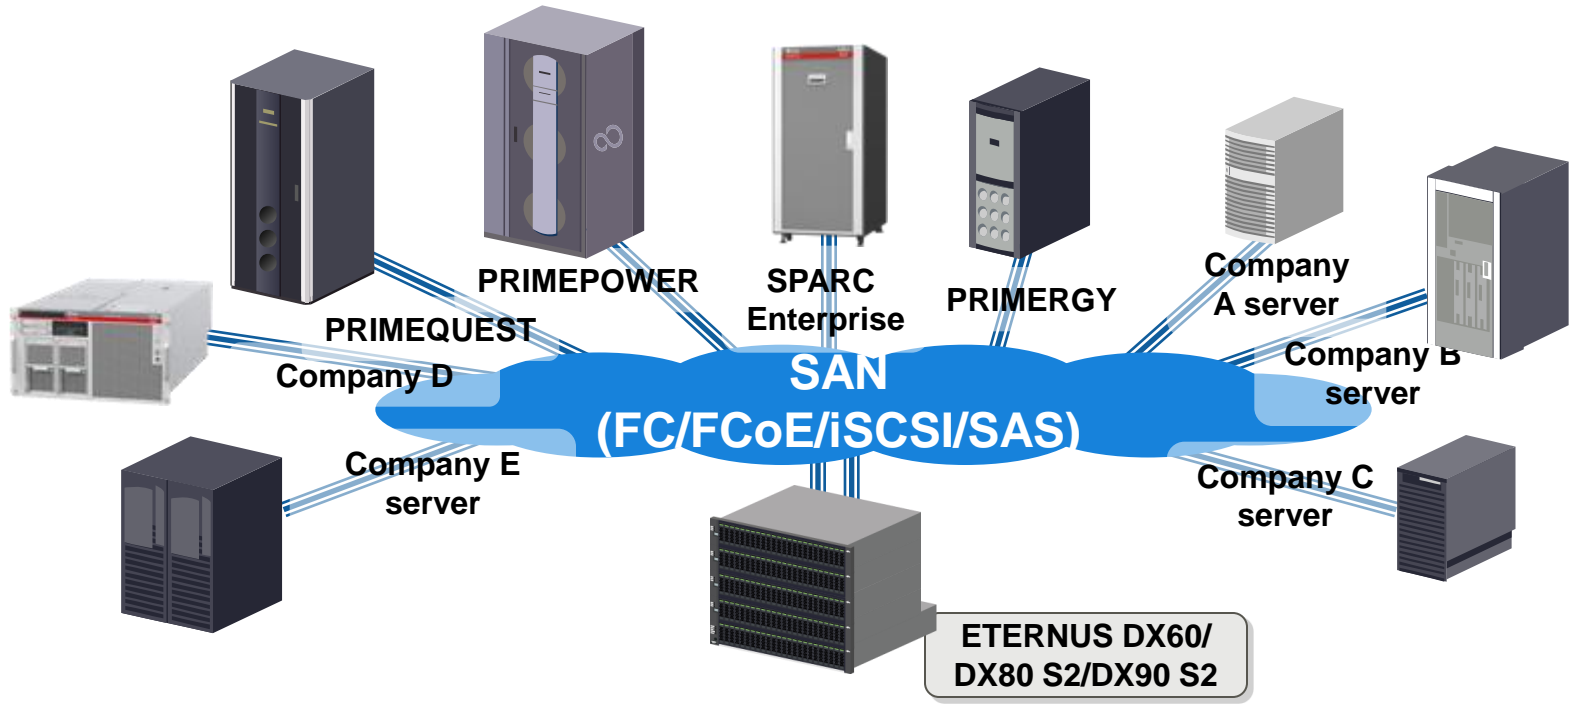 PRIMEPOWER
SPARC
Enterprise
PRIMERGY
Company
A server
PRIMEQUEST
Company D
Company B
server
SAN
(FC/FCoE/iSCSI/SAS)
Company E
server
Company C
server
ETERNUS DX60/
DX80 S2/DX90 S2